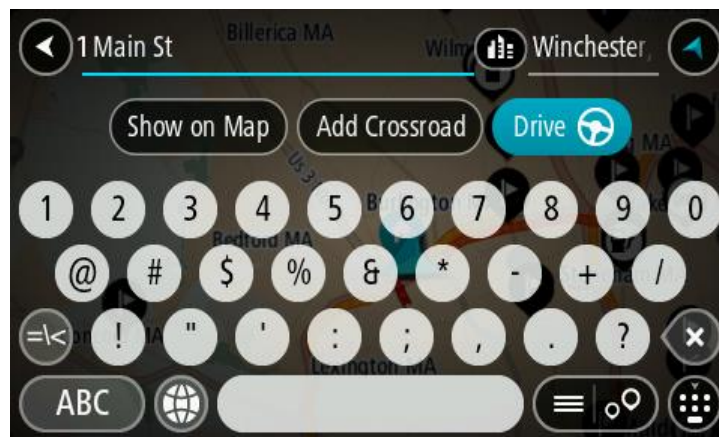 1 Main St Winchester,
Billerica MA
Show on Map Add Crossroad Drive
1 2 3 4 5 6 7 8 9 0
Bedford MA
@ # $ % & * - + /
=\< ! " ' : ; , . ?
Lexington MA
ABC